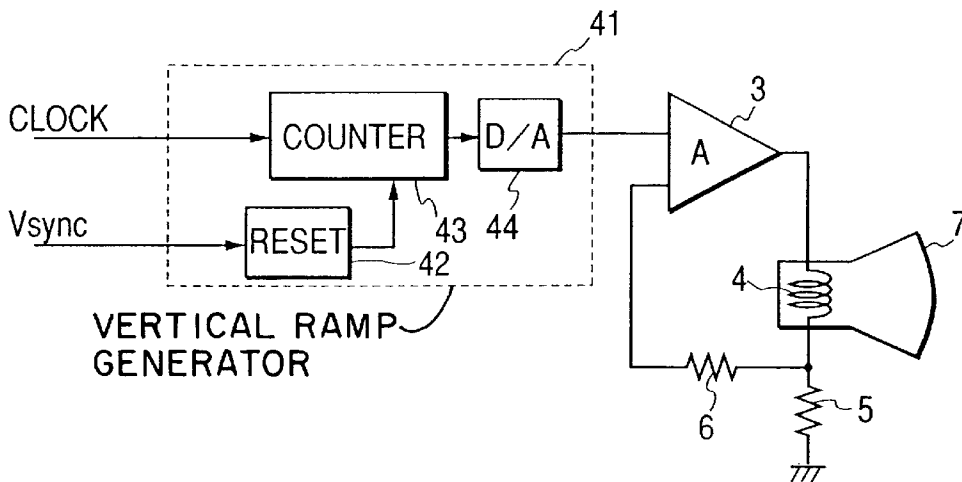 41
CLOCK
COUNTER
D/A
3
A
Vsync
RESET
43
44
42
7
4
VERTICAL RAMP
GENERATOR
6
5